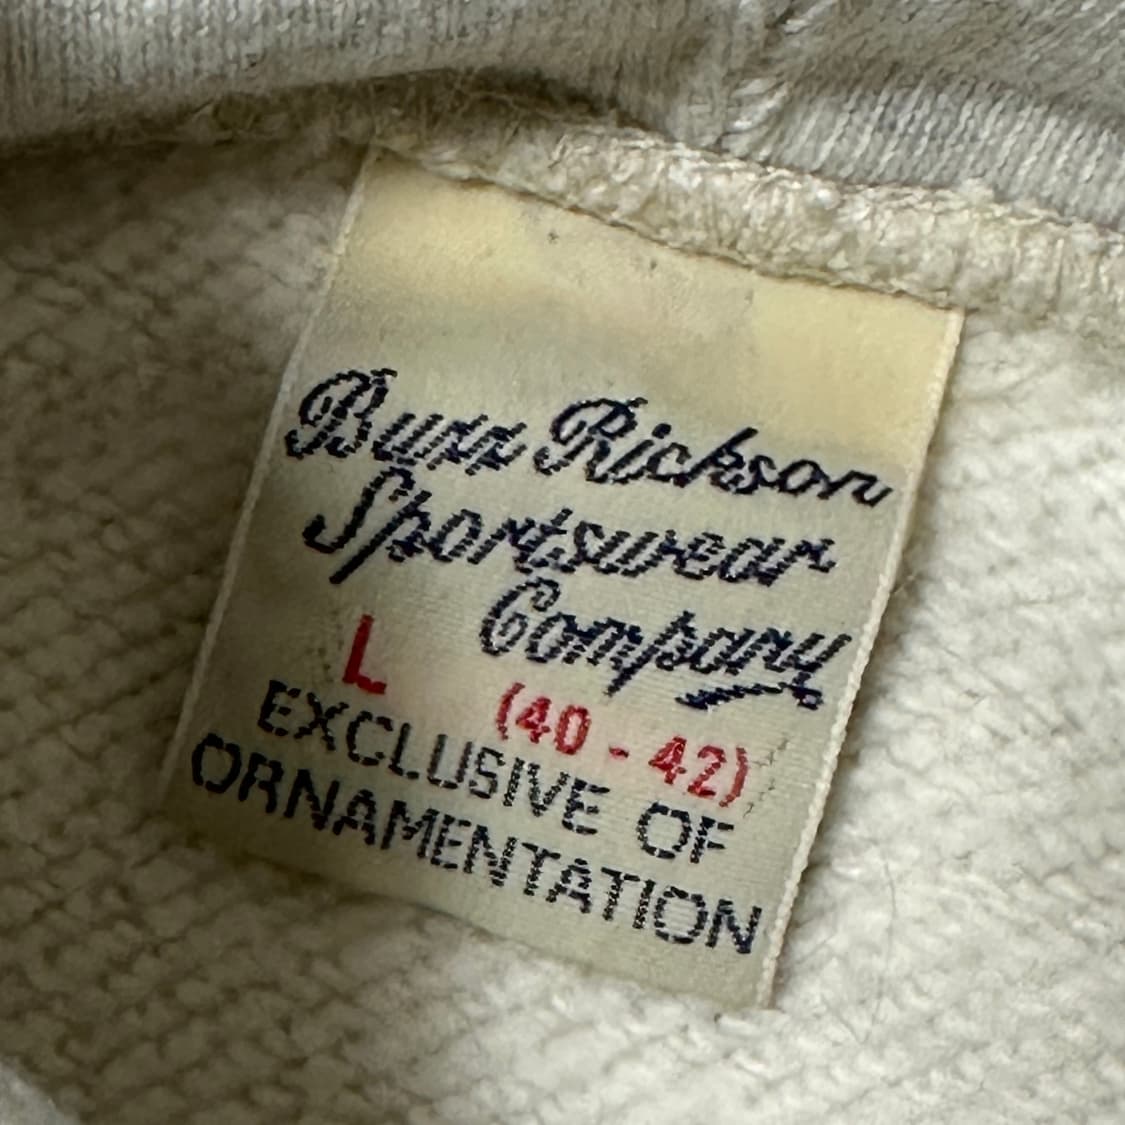 Buzz Rickson
Sportswear
Company
L (40 - 42)
EXCLUSIVE OF
ORNAMENTATION